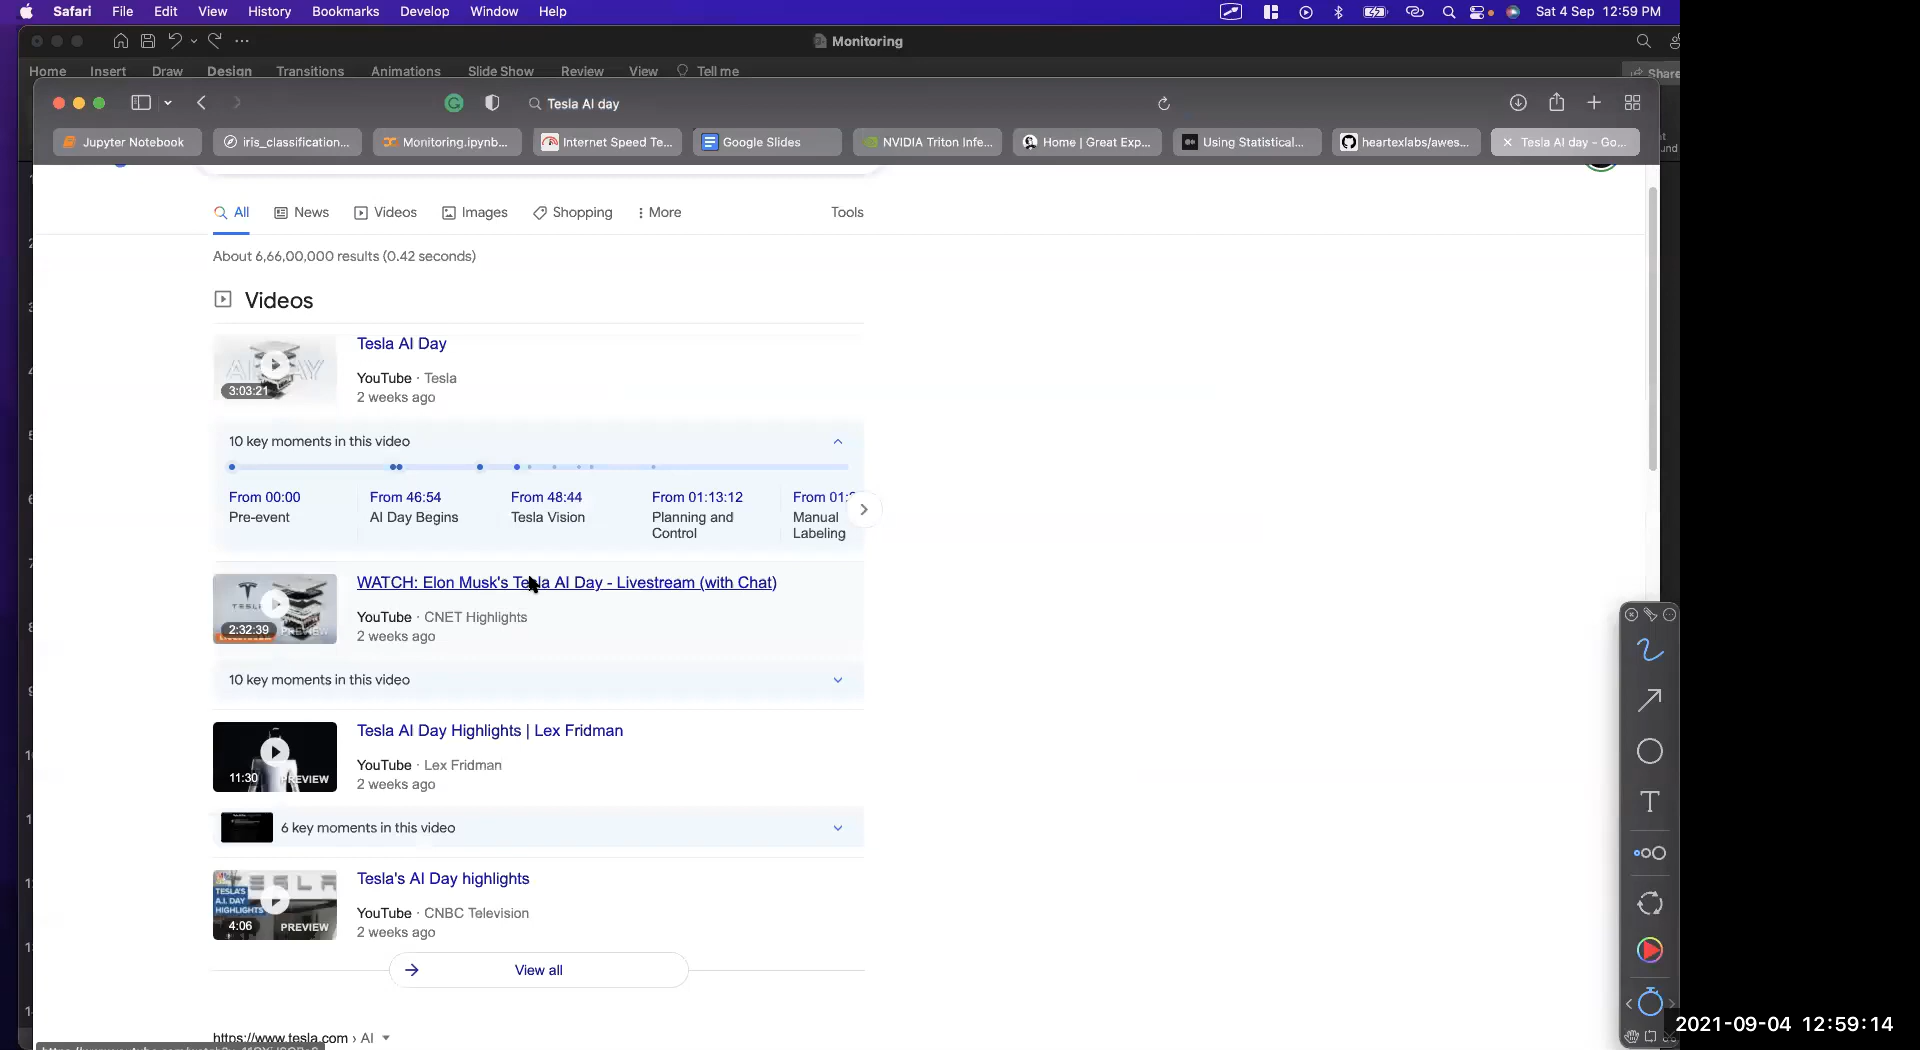 Safari File Edit View History Bookmarks Develop Window Help Sat 4 Sep 12:59 PM
Monitoring
Home Insert Draw Design Transitions Animations Slide Show Review View Tell me Share
Tesla AI day
Jupyter Notebook iris_classification... Monitoring.ipynb... Internet Speed Te... Google Slides NVIDIA Triton Infe... Home | Great Exp... Using Statistical... heartexlabs/awes... Tesla AI day - Go...
All News Videos Images Shopping More Tools
About 6,66,00,000 results (0.42 seconds)
Videos
Tesla AI Day
YouTube · Tesla
2 weeks ago
3:03:21
10 key moments in this video
From 00:00
Pre-event
From 46:54
AI Day Begins
From 48:44
Tesla Vision
From 01:13:12
Planning and
Control
From 01:
Manual
Labeling
WATCH: Elon Musk's Tesla AI Day - Livestream (with Chat)
YouTube · CNET Highlights
2 weeks ago
2:32:39 PREVIEW
10 key moments in this video
Tesla AI Day Highlights | Lex Fridman
YouTube · Lex Fridman
2 weeks ago
11:30 PREVIEW
6 key moments in this video
Tesla's AI Day highlights
YouTube · CNBC Television
2 weeks ago
TESLA'S
A.I. DAY
HIGHLIGHTS
4:06 PREVIEW
View all
https://www.tesla.com › AI
2021-09-04 12:59:14